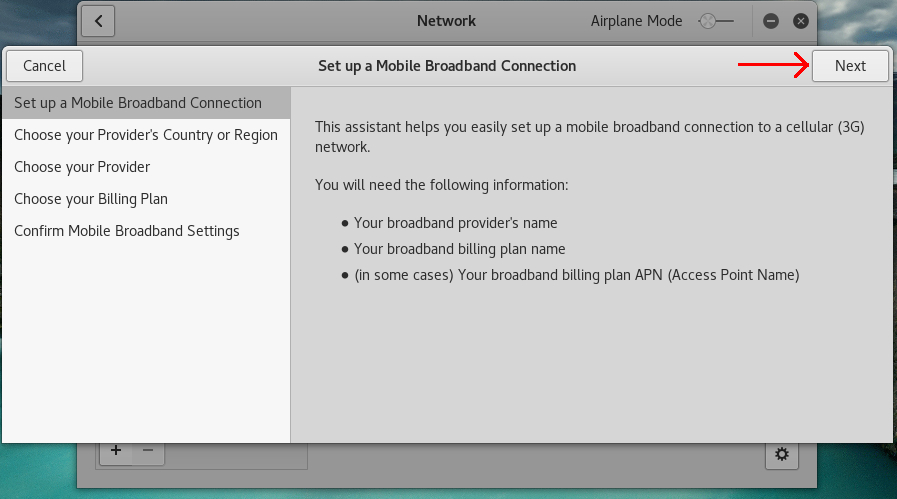 Network
Airplane Mode
Cancel
Set up a Mobile Broadband Connection
Next
Set up a Mobile Broadband Connection
Choose your Provider's Country or Region
Choose your Provider
Choose your Billing Plan
Confirm Mobile Broadband Settings
This assistant helps you easily set up a mobile broadband connection to a cellular (3G)
network.
You will need the following information:
● Your broadband provider's name
● Your broadband billing plan name
● (in some cases) Your broadband billing plan APN (Access Point Name)